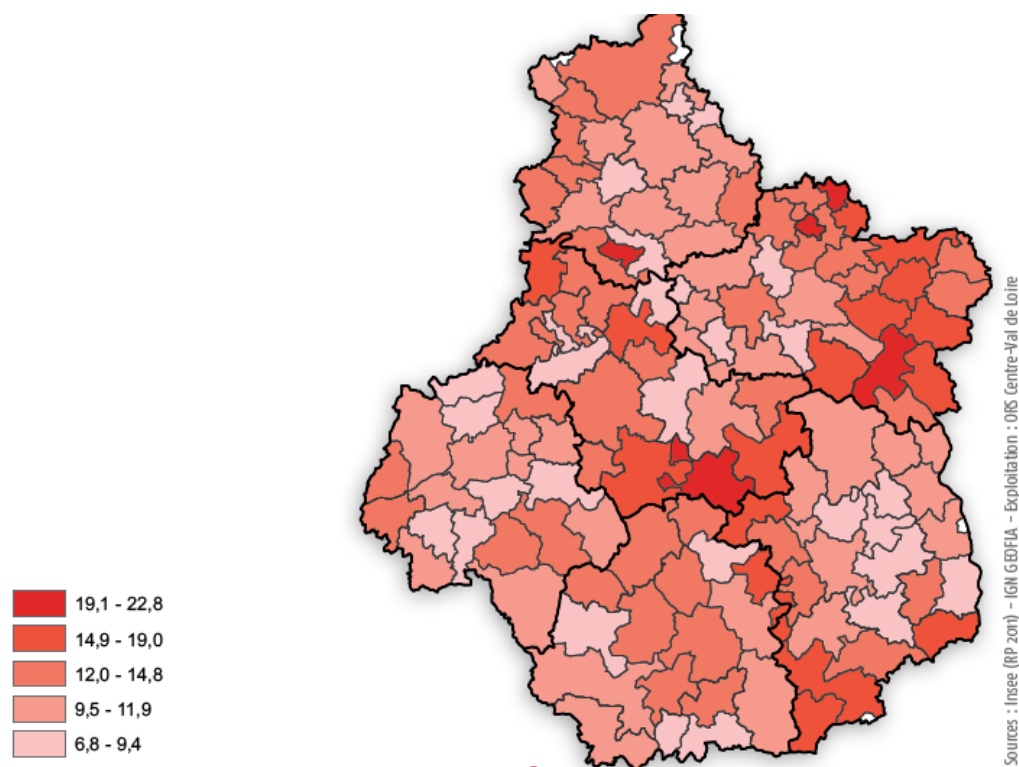 19,1 - 22,8
14,9 - 19,0
12,0 - 14,8
9,5 - 11,9
6,8 - 9,4
Sources : Insee (RP 2011) – IGN GEOFLA – Exploitation : ORS Centre-Val de Loire